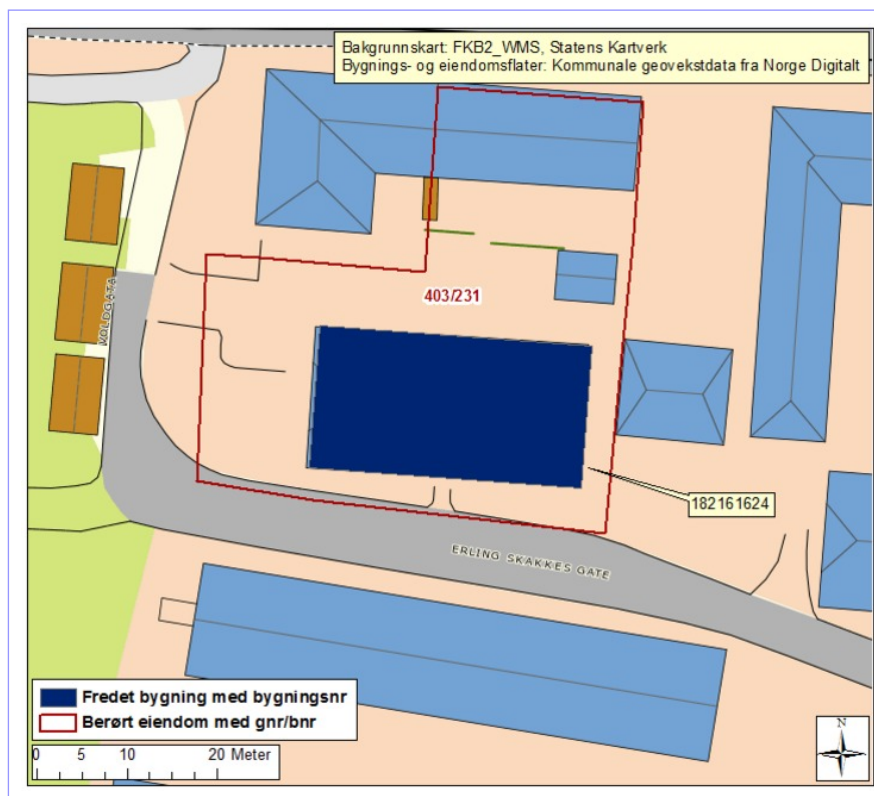 Bakgrunnskart: FKB2_WMS, Statens Kartverk
Bygnings- og eiendomsflater: Kommunale geovekstdata fra Norge Digitalt
VOLDGATA
403/231
182161624
ERLING SKAKKES GATE
Fredet bygning med bygningsnr
Berørt eiendom med gnr/bnr
0 5 10 20 Meter
N